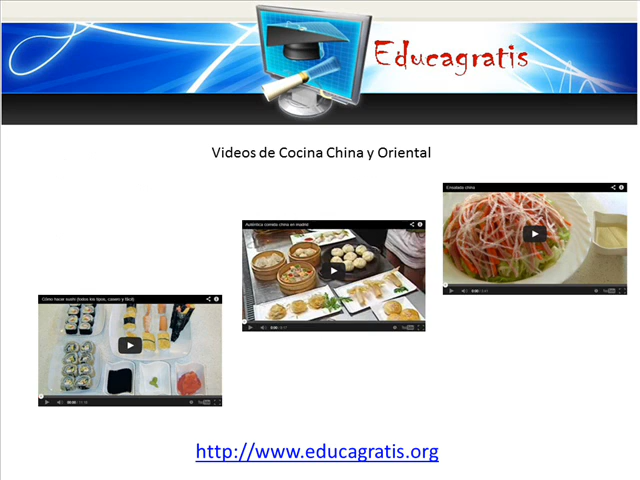 Educagratis
Videos de Cocina China y Oriental
Ensalada china
Auténtica comida china en madrid
Cómo hacer sushi (todos los tipos, casero y fácil)
http://www.educagratis.org